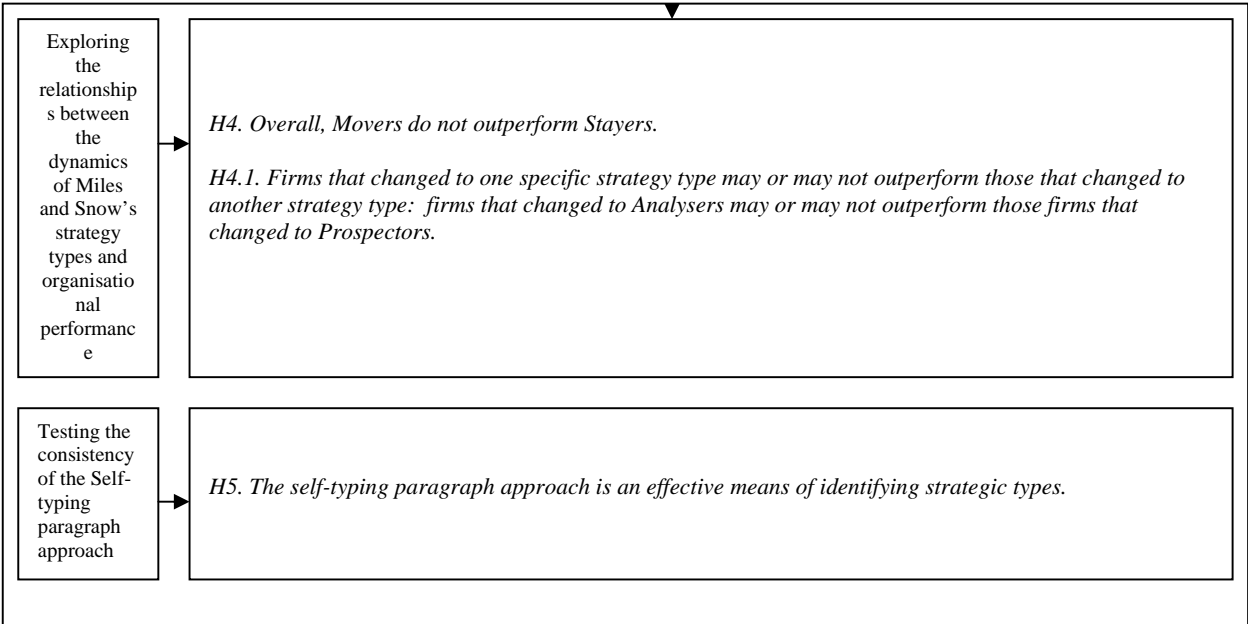 Exploring
the
relationship
s between
the
dynamics
of Miles
and Snow's
strategy
types and
organisatio
nal
performanc
e
H4. Overall, Movers do not outperform Stayers.
H4.1. Firms that changed to one specific strategy type may or may not outperform those that changed to
another strategy type:  firms that changed to Analysers may or may not outperform those firms that
changed to Prospectors.
Testing the
consistency
of the Self-
typing
paragraph
approach
H5. The self-typing paragraph approach is an effective means of identifying strategic types.